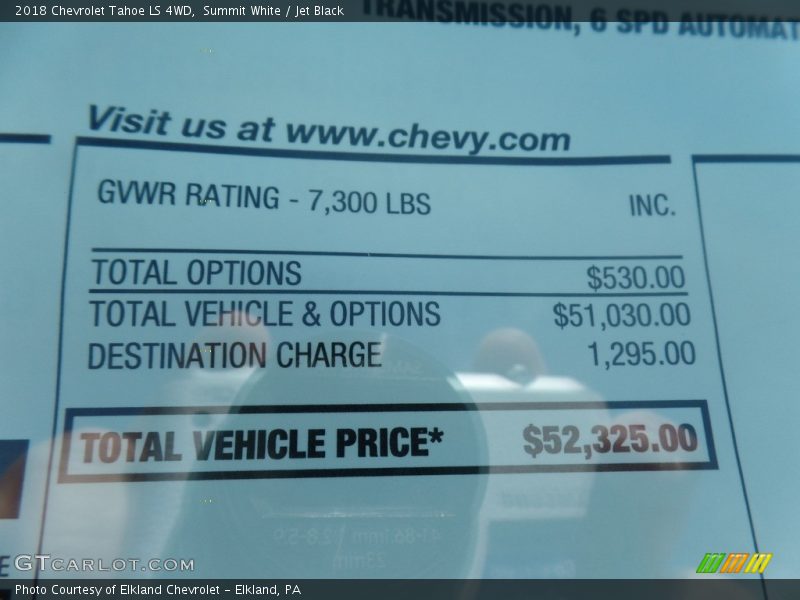 2018 Chevrolet Tahoe LS 4WD, Summit White / Jet Black
TRANSMISSION, 6 SPD AUTOMAT
Visit us at www.chevy.com
GVWR RATING - 7,300 LBS INC.
TOTAL OPTIONS $530.00
TOTAL VEHICLE & OPTIONS $51,030.00
DESTINATION CHARGE 1,295.00
TOTAL VEHICLE PRICE* $52,325.00
E
GTCARLOT.COM
Photo Courtesy of Elkland Chevrolet - Elkland, PA